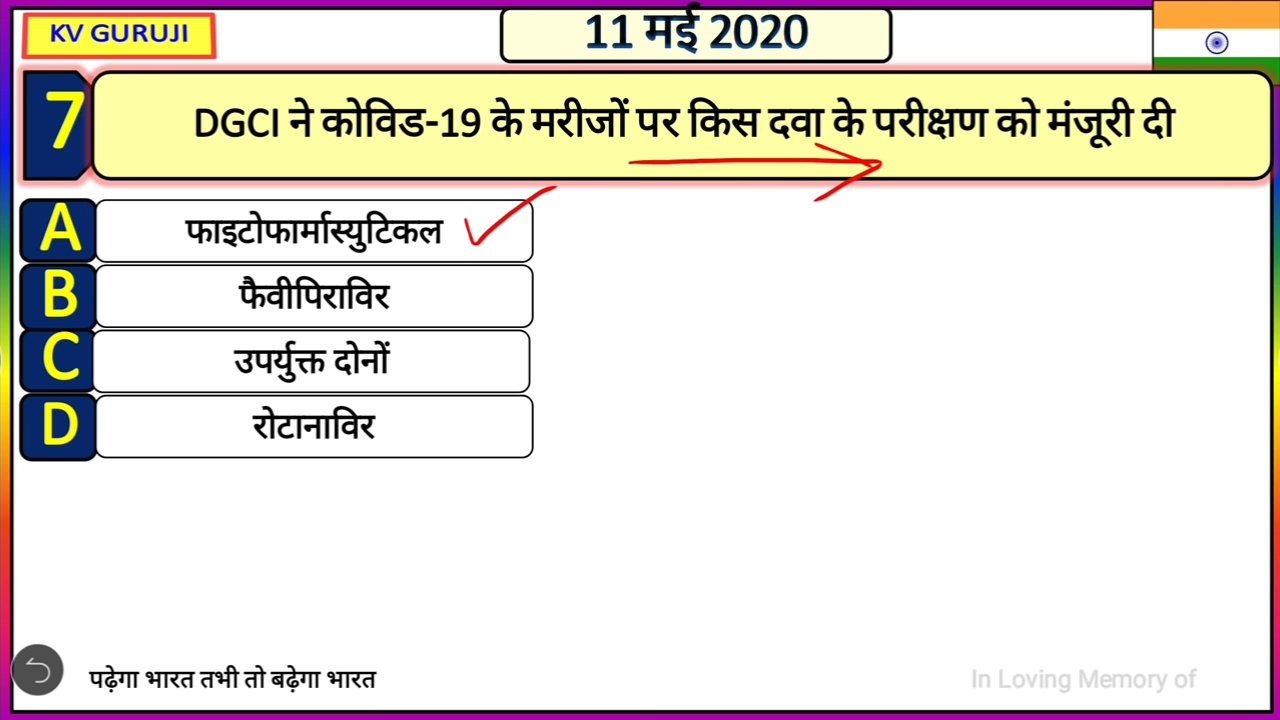 KV GURUJI
11 मई 2020
7
DGCI ने कोविड-19 के मरीजों पर किस दवा के परीक्षण को मंजूरी दी
A फाइटोफार्मास्युटिकल
B फैवीपिराविर
C उपर्युक्त दोनों
D रोटानाविर
पढ़ेगा भारत तभी तो बढ़ेगा भारत
In Loving Memory of